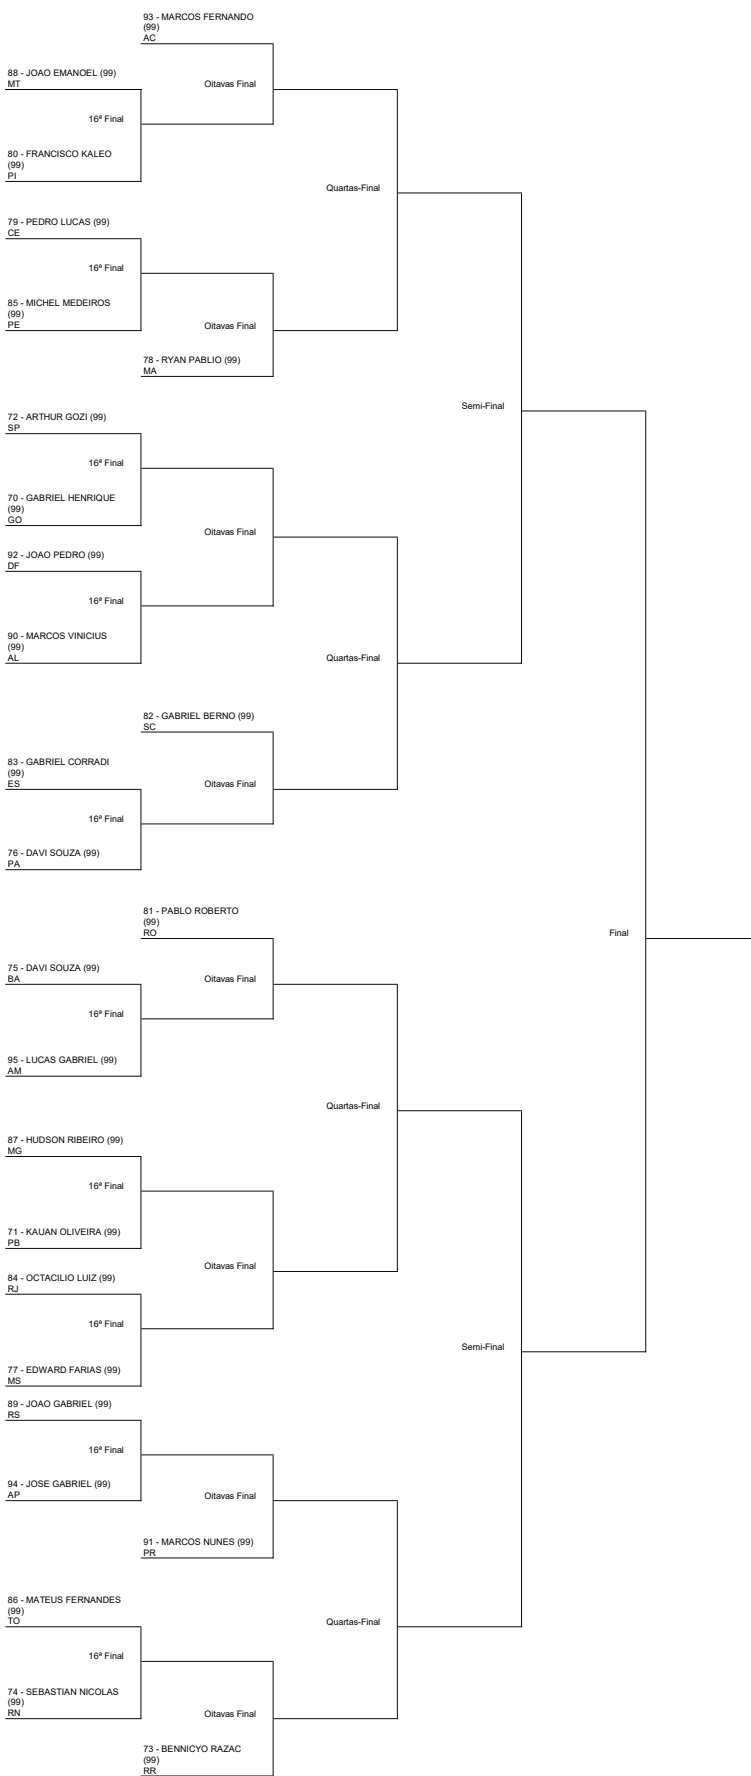 93 - MARCOS FERNANDO
(99)
AC
88 - JOAO EMANOEL (99)
MT
Oitavas Final
16ª Final
80 - FRANCISCO KALEO
(99)
PI
Quartas-Final
79 - PEDRO LUCAS (99)
CE
16ª Final
85 - MICHEL MEDEIROS
(99)
PE
Oitavas Final
78 - RYAN PABLIO (99)
MA
Semi-Final
72 - ARTHUR GOZI (99)
SP
16ª Final
70 - GABRIEL HENRIQUE
(99)
GO
Oitavas Final
92 - JOAO PEDRO (99)
DF
16ª Final
90 - MARCOS VINICIUS
(99)
AL
Quartas-Final
82 - GABRIEL BERNO (99)
SC
83 - GABRIEL CORRADI
(99)
ES
Oitavas Final
16ª Final
76 - DAVI SOUZA (99)
PA
81 - PABLO ROBERTO
(99)
RO
Final
75 - DAVI SOUZA (99)
BA
Oitavas Final
16ª Final
95 - LUCAS GABRIEL (99)
AM
Quartas-Final
87 - HUDSON RIBEIRO (99)
MG
16ª Final
71 - KAUAN OLIVEIRA (99)
PB
Oitavas Final
84 - OCTACILIO LUIZ (99)
RJ
16ª Final
Semi-Final
77 - EDWARD FARIAS (99)
MS
89 - JOAO GABRIEL (99)
RS
16ª Final
94 - JOSE GABRIEL (99)
AP
Oitavas Final
91 - MARCOS NUNES (99)
PR
86 - MATEUS FERNANDES
(99)
TO
Quartas-Final
16ª Final
74 - SEBASTIAN NICOLAS
(99)
RN
Oitavas Final
73 - BENNICYO RAZAC
(99)
RR